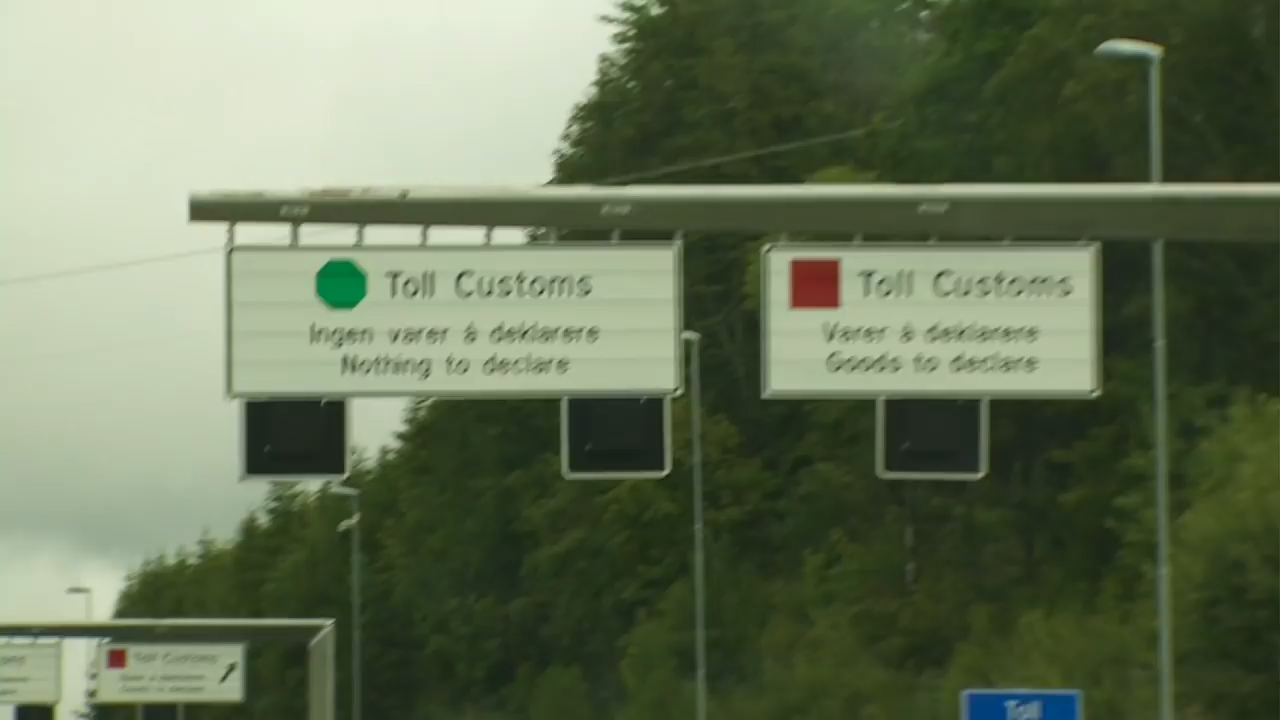 Toll Customs
Ingen varer å deklarere
Nothing to declare
Toll Customs
Varer å deklarere
Goods to declare
Toll Customs
Toll